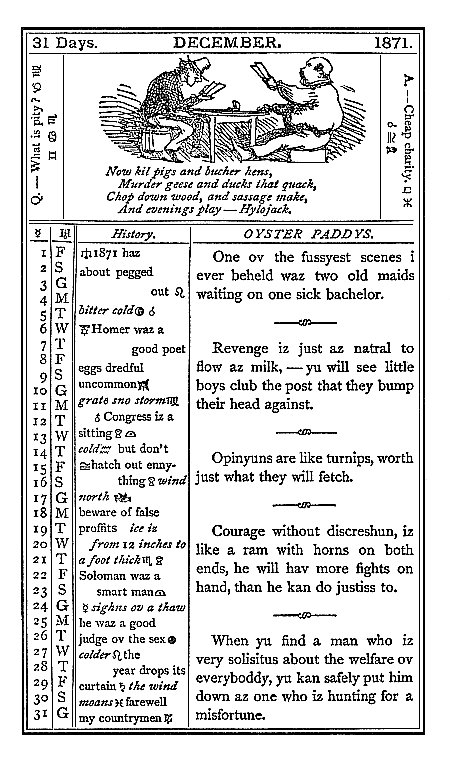 31 Days. DECEMBER. 1871.
Q.—What is pity?
A.—Cheap charity.
Now kil pigs and bucher hens,
Murder geese and ducks that quack,
Chop down wood, and sassage make,
And evenings play—Hylojack.
History.
1 F 1871 haz
2 S about pegged
3 G out
4 M
5 T bitter cold
6 W Homer waz a
7 T good poet
8 F
9 S eggs dredful
10 G uncommon
11 M grate sno storm
12 T Congress iz a
13 W sitting
14 T cold but don't
15 F hatch out enny-
16 S thing wind
17 G north
18 M beware of false
19 T proffits ice iz
20 W from 12 inches to
21 T a foot thick
22 F Soloman waz a
23 S smart man
24 G sighns ov a thaw
25 M he waz a good
26 T judge ov the sex
27 W colder the
28 T year drops its
29 F curtain the wind
30 S moans farewell
31 G my countrymen
OYSTER PADDYS.
One ov the fussyest scenes i
ever beheld waz two old maids
waiting on one sick bachelor.
Revenge iz just az natral to
flow az milk,—yu will see little
boys club the post that they bump
their head against.
Opinyuns are like turnips, worth
just what they will fetch.
Courage without discreshun, iz
like a ram with horns on both
ends, he will hav more fights on
hand, than he kan do justiss to.
When yu find a man who iz
very solisitus about the welfare ov
everyboddy, yu kan safely put him
down az one who iz hunting for a
misfortune.